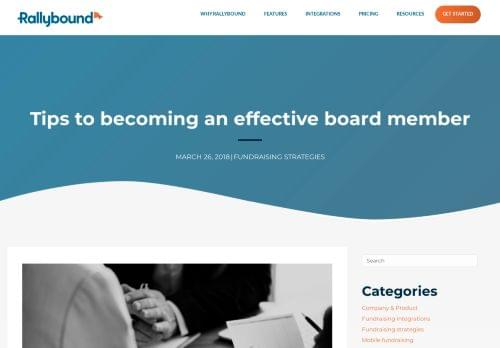 Rallybound
WHY RALLYBOUND
FEATURES
INTEGRATIONS
PRICING
RESOURCES
GET STARTED
Tips to becoming an effective board member
MARCH 26, 2018 | FUNDRAISING STRATEGIES
Search
Categories
Company & Product
Fundraising integrations
Fundraising strategies
Mobile fundraising